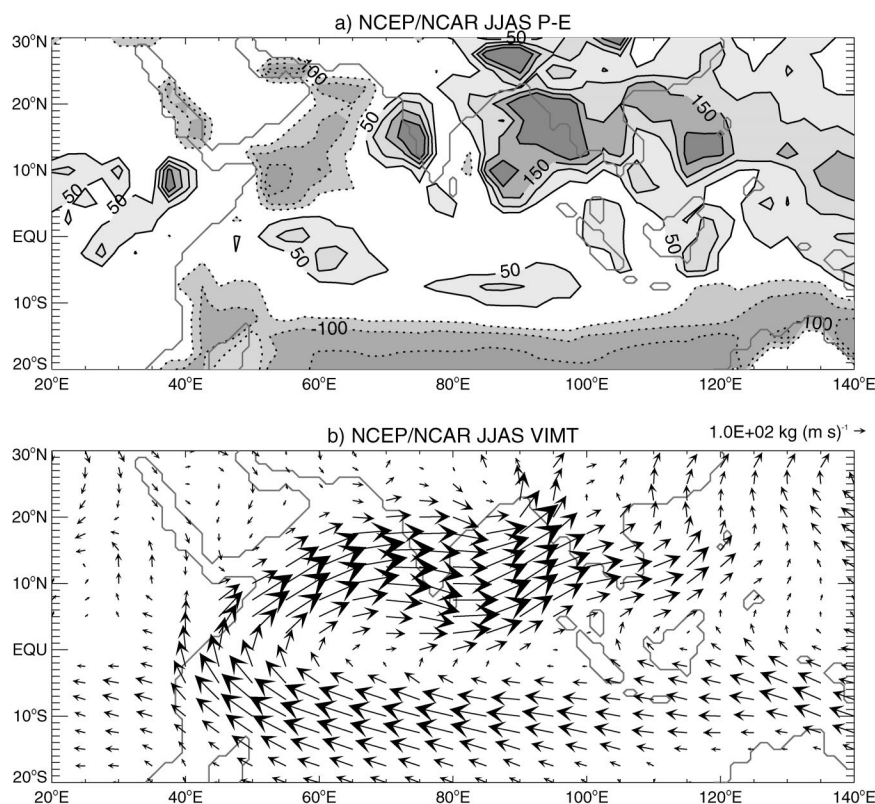 a) NCEP/NCAR JJAS P-E
30°N
20°N
10°N
EQU
10°S
20°S
50
100
50
150
50
150
50
50
50
50
50
100
100
20°E 40°E 60°E 80°E 100°E 120°E 140°E
b) NCEP/NCAR JJAS VIMT
1.0E+02 kg (m s)⁻¹ →
30°N
20°N
10°N
EQU
10°S
20°S
20°E 40°E 60°E 80°E 100°E 120°E 140°E